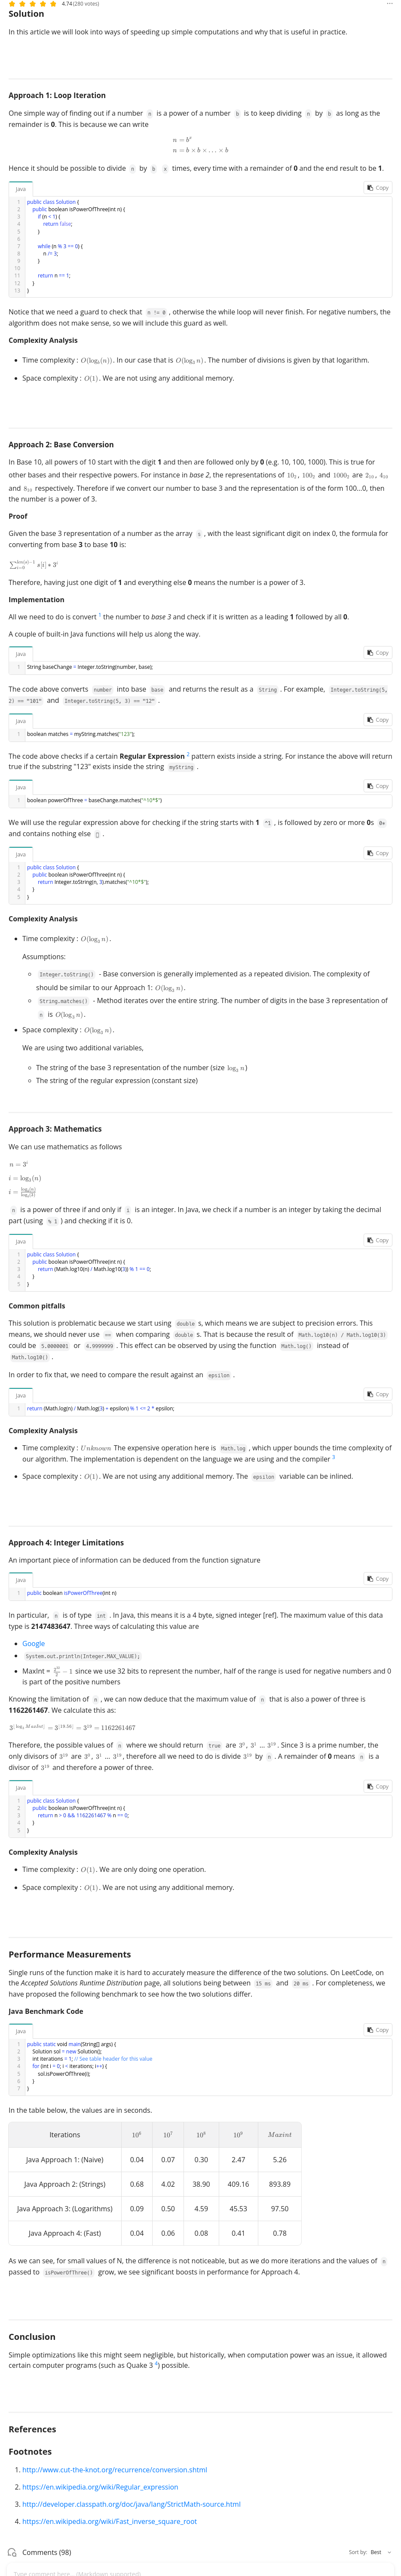 4.74 (280 votes)
Solution
In this article we will look into ways of speeding up simple computations and why that is useful in practice.
Approach 1: Loop Iteration
One simple way of finding out if a number n is a power of a number b is to keep dividing n by b as long as the
remainder is 0. This is because we can write
n = b^x
n = b × b × … × b
Hence it should be possible to divide n by b x times, every time with a remainder of 0 and the end result to be 1.
Java
Copy
1 public class Solution {
2 public boolean isPowerOfThree(int n) {
3 if (n < 1) {
4 return false;
5 }
6
7 while (n % 3 == 0) {
8 n /= 3;
9 }
10
11 return n == 1;
12 }
13 }
Notice that we need a guard to check that n != 0 , otherwise the while loop will never finish. For negative numbers, the
algorithm does not make sense, so we will include this guard as well.
Complexity Analysis
• Time complexity : O(log_b(n)). In our case that is O(log_3 n). The number of divisions is given by that logarithm.
• Space complexity : O(1). We are not using any additional memory.
Approach 2: Base Conversion
In Base 10, all powers of 10 start with the digit 1 and then are followed only by 0 (e.g. 10, 100, 1000). This is true for
other bases and their respective powers. For instance in base 2, the representations of 10_2, 100_2 and 1000_2 are 2_10, 4_10
and 8_10 respectively. Therefore if we convert our number to base 3 and the representation is of the form 100...0, then
the number is a power of 3.
Proof
Given the base 3 representation of a number as the array s , with the least significant digit on index 0, the formula for
converting from base 3 to base 10 is:
∑_{i=0}^{len(s)−1} s[i] * 3^i
Therefore, having just one digit of 1 and everything else 0 means the number is a power of 3.
Implementation
All we need to do is convert 1 the number to base 3 and check if it is written as a leading 1 followed by all 0.
A couple of built-in Java functions will help us along the way.
Java
Copy
1 String baseChange = Integer.toString(number, base);
The code above converts number into base base and returns the result as a String . For example, Integer.toString(5,
2) == "101" and Integer.toString(5, 3) == "12" .
Java
Copy
1 boolean matches = myString.matches("123");
The code above checks if a certain Regular Expression 2 pattern exists inside a string. For instance the above will return
true if the substring "123" exists inside the string myString .
Java
Copy
1 boolean powerOfThree = baseChange.matches("^10*$")
We will use the regular expression above for checking if the string starts with 1 ^1 , is followed by zero or more 0s 0*
and contains nothing else $ .
Java
Copy
1 public class Solution {
2 public boolean isPowerOfThree(int n) {
3 return Integer.toString(n, 3).matches("^10*$");
4 }
5 }
Complexity Analysis
• Time complexity : O(log_3 n).
Assumptions:
○ Integer.toString() - Base conversion is generally implemented as a repeated division. The complexity of
should be similar to our Approach 1: O(log_3 n).
○ String.matches() - Method iterates over the entire string. The number of digits in the base 3 representation of
n is O(log_3 n).
• Space complexity : O(log_3 n).
We are using two additional variables,
○ The string of the base 3 representation of the number (size log_3 n)
○ The string of the regular expression (constant size)
Approach 3: Mathematics
We can use mathematics as follows
n = 3^i
i = log_3(n)
i = log_b(n) / log_b(3)
n is a power of three if and only if i is an integer. In Java, we check if a number is an integer by taking the decimal
part (using % 1 ) and checking if it is 0.
Java
Copy
1 public class Solution {
2 public boolean isPowerOfThree(int n) {
3 return (Math.log10(n) / Math.log10(3)) % 1 == 0;
4 }
5 }
Common pitfalls
This solution is problematic because we start using double s, which means we are subject to precision errors. This
means, we should never use == when comparing double s. That is because the result of Math.log10(n) / Math.log10(3)
could be 5.0000001 or 4.9999999 . This effect can be observed by using the function Math.log() instead of
Math.log10() .
In order to fix that, we need to compare the result against an epsilon .
Java
Copy
1 return (Math.log(n) / Math.log(3) + epsilon) % 1 <= 2 * epsilon;
Complexity Analysis
• Time complexity : Unknown The expensive operation here is Math.log , which upper bounds the time complexity of
our algorithm. The implementation is dependent on the language we are using and the compiler 3
• Space complexity : O(1). We are not using any additional memory. The epsilon variable can be inlined.
Approach 4: Integer Limitations
An important piece of information can be deduced from the function signature
Java
Copy
1 public boolean isPowerOfThree(int n)
In particular, n is of type int . In Java, this means it is a 4 byte, signed integer [ref]. The maximum value of this data
type is 2147483647. Three ways of calculating this value are
• Google
• System.out.println(Integer.MAX_VALUE);
• MaxInt = 2^32 / 2 − 1 since we use 32 bits to represent the number, half of the range is used for negative numbers and 0
is part of the positive numbers
Knowing the limitation of n , we can now deduce that the maximum value of n that is also a power of three is
1162261467. We calculate this as:
3^⌊log_3 MaxInt⌋ = 3^⌊19.56⌋ = 3^19 = 1162261467
Therefore, the possible values of n where we should return true are 3^0, 3^1 ... 3^19. Since 3 is a prime number, the
only divisors of 3^19 are 3^0, 3^1 ... 3^19, therefore all we need to do is divide 3^19 by n . A remainder of 0 means n is a
divisor of 3^19 and therefore a power of three.
Java
Copy
1 public class Solution {
2 public boolean isPowerOfThree(int n) {
3 return n > 0 && 1162261467 % n == 0;
4 }
5 }
Complexity Analysis
• Time complexity : O(1). We are only doing one operation.
• Space complexity : O(1). We are not using any additional memory.
Performance Measurements
Single runs of the function make it is hard to accurately measure the difference of the two solutions. On LeetCode, on
the Accepted Solutions Runtime Distribution page, all solutions being between 15 ms and 20 ms . For completeness, we
have proposed the following benchmark to see how the two solutions differ.
Java Benchmark Code
Java
Copy
1 public static void main(String[] args) {
2 Solution sol = new Solution();
3 int iterations = 1; // See table header for this value
4 for (int i = 0; i < iterations; i++) {
5 sol.isPowerOfThree(i);
6 }
7 }
In the table below, the values are in seconds.
Iterations 10^6 10^7 10^8 10^9 Maxint
Java Approach 1: (Naive) 0.04 0.07 0.30 2.47 5.26
Java Approach 2: (Strings) 0.68 4.02 38.90 409.16 893.89
Java Approach 3: (Logarithms) 0.09 0.50 4.59 45.53 97.50
Java Approach 4: (Fast) 0.04 0.06 0.08 0.41 0.78
As we can see, for small values of N, the difference is not noticeable, but as we do more iterations and the values of n
passed to isPowerOfThree() grow, we see significant boosts in performance for Approach 4.
Conclusion
Simple optimizations like this might seem negligible, but historically, when computation power was an issue, it allowed
certain computer programs (such as Quake 3 4) possible.
References
Footnotes
1. http://www.cut-the-knot.org/recurrence/conversion.shtml
2. https://en.wikipedia.org/wiki/Regular_expression
3. http://developer.classpath.org/doc/java/lang/StrictMath-source.html
4. https://en.wikipedia.org/wiki/Fast_inverse_square_root
Comments (98)
Sort by: Best
Type comment here... (Markdown supported)